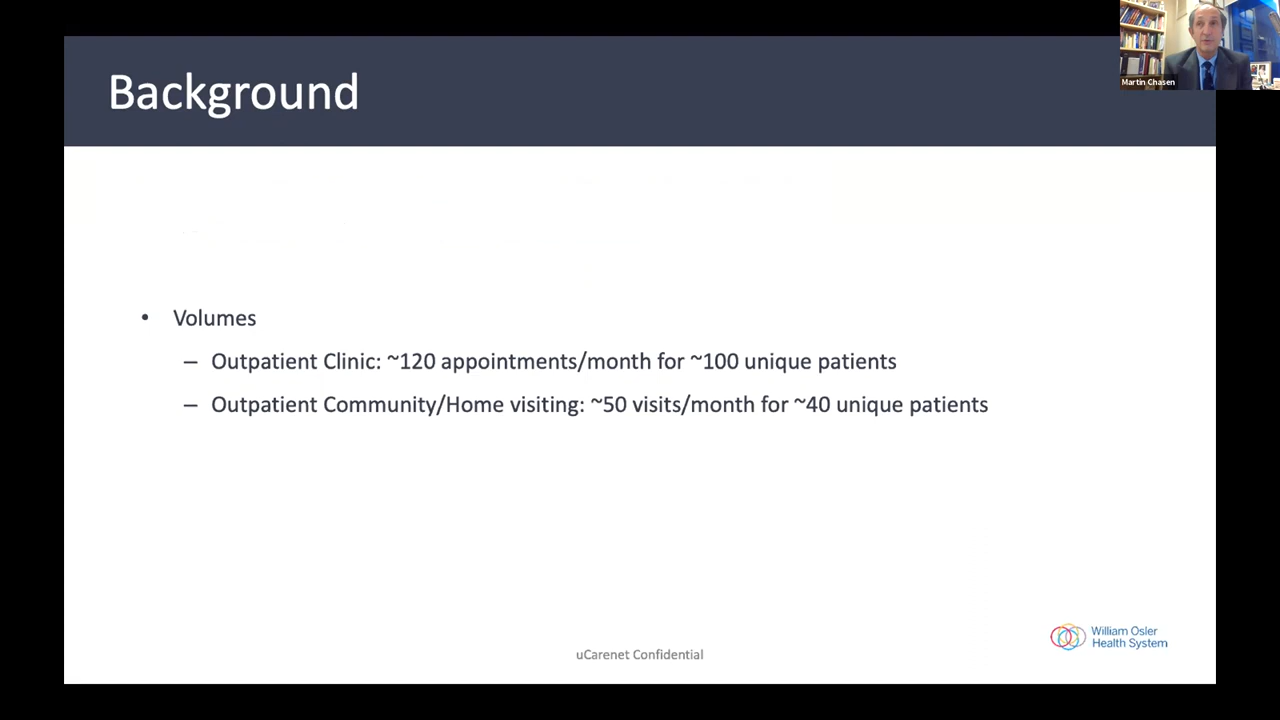 Background
Martin Chasen
• Volumes
– Outpatient Clinic: ~120 appointments/month for ~100 unique patients
– Outpatient Community/Home visiting: ~50 visits/month for ~40 unique patients
William Osler
Health System
uCarenet Confidential